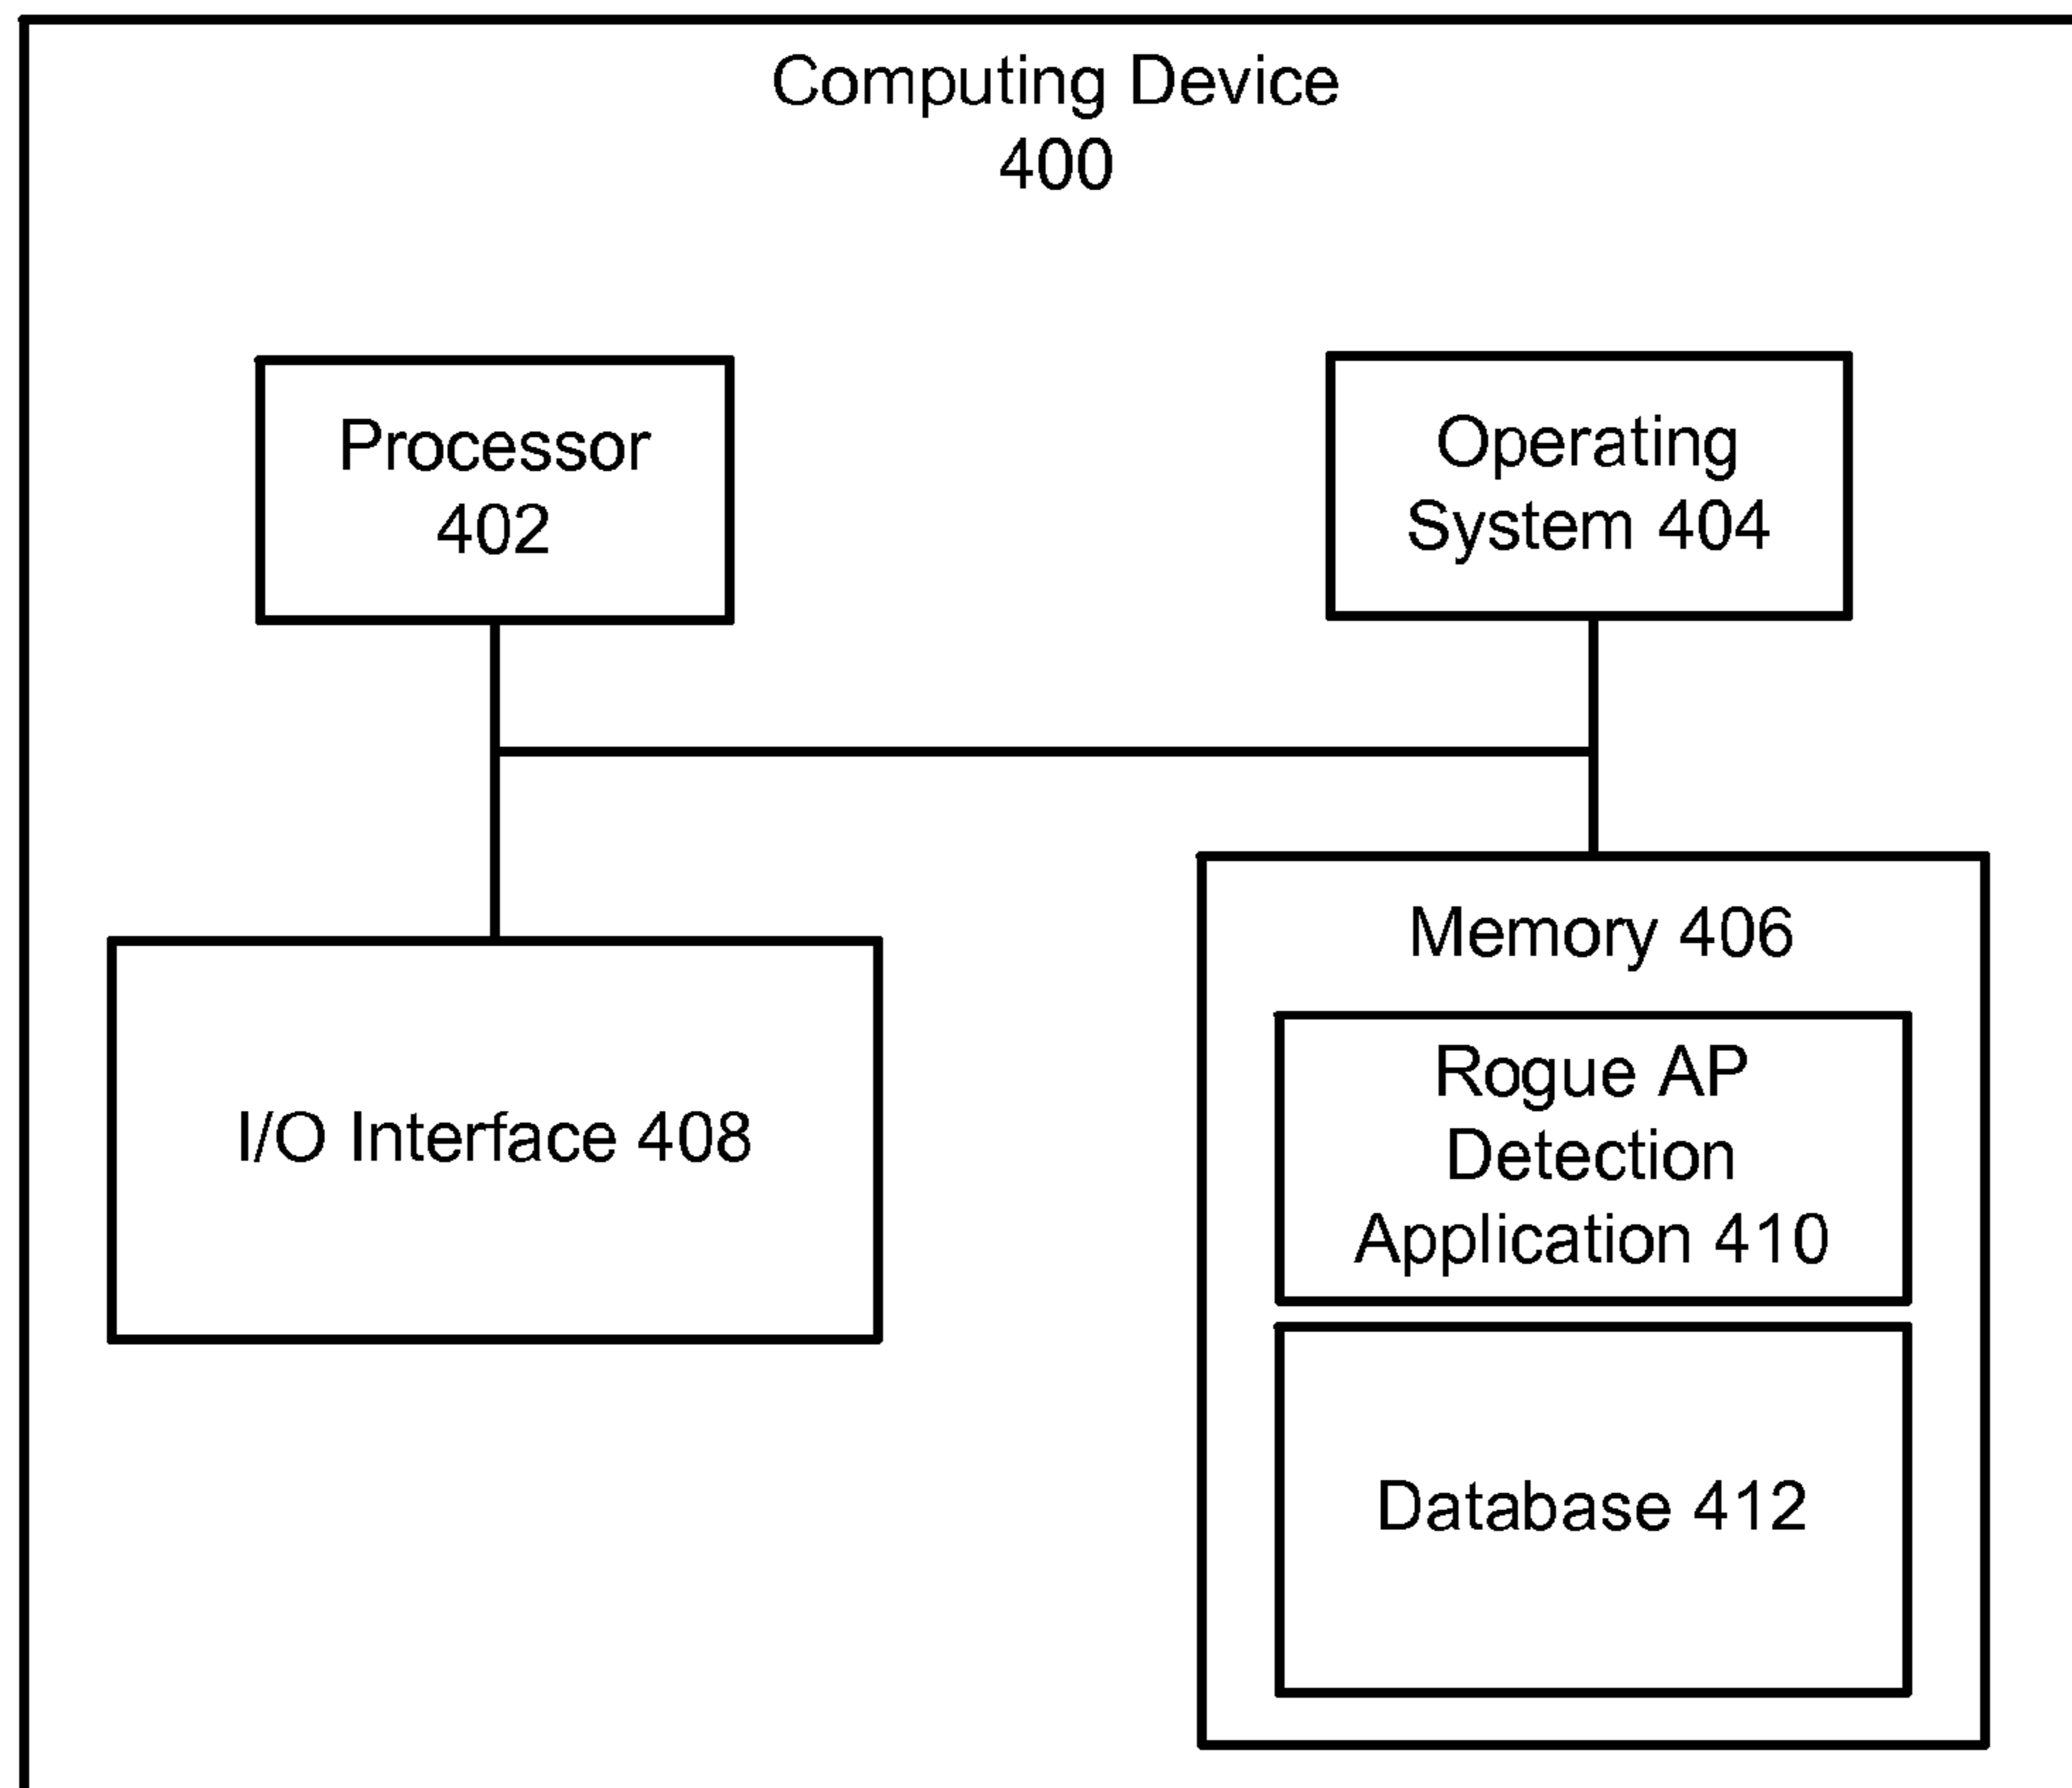 Computing Device
400
Processor
402
Operating
System 404
I/O Interface 408
Memory 406
Rogue AP
Detection
Application 410
Database 412